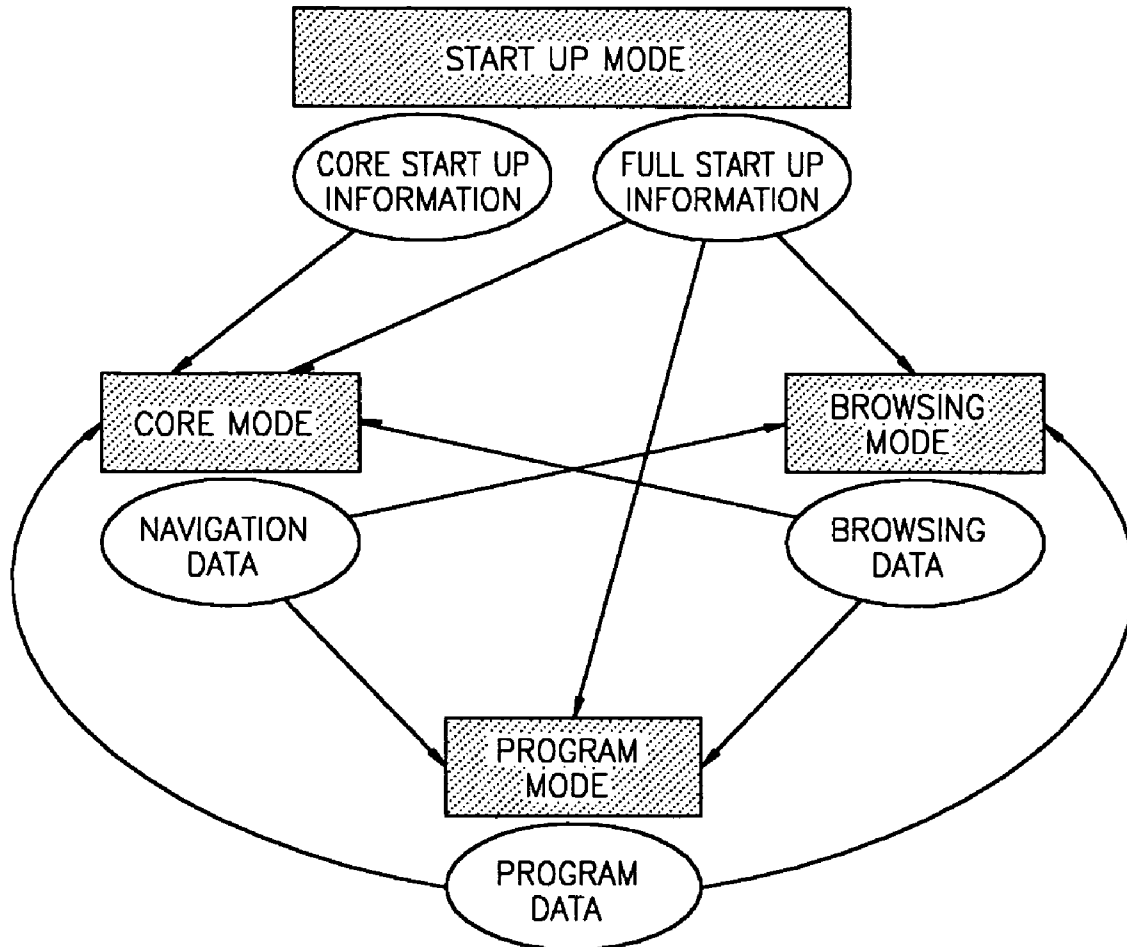 START UP MODE
CORE START UP
INFORMATION
FULL START UP
INFORMATION
CORE MODE
BROWSING
MODE
NAVIGATION
DATA
BROWSING
DATA
PROGRAM
MODE
PROGRAM
DATA